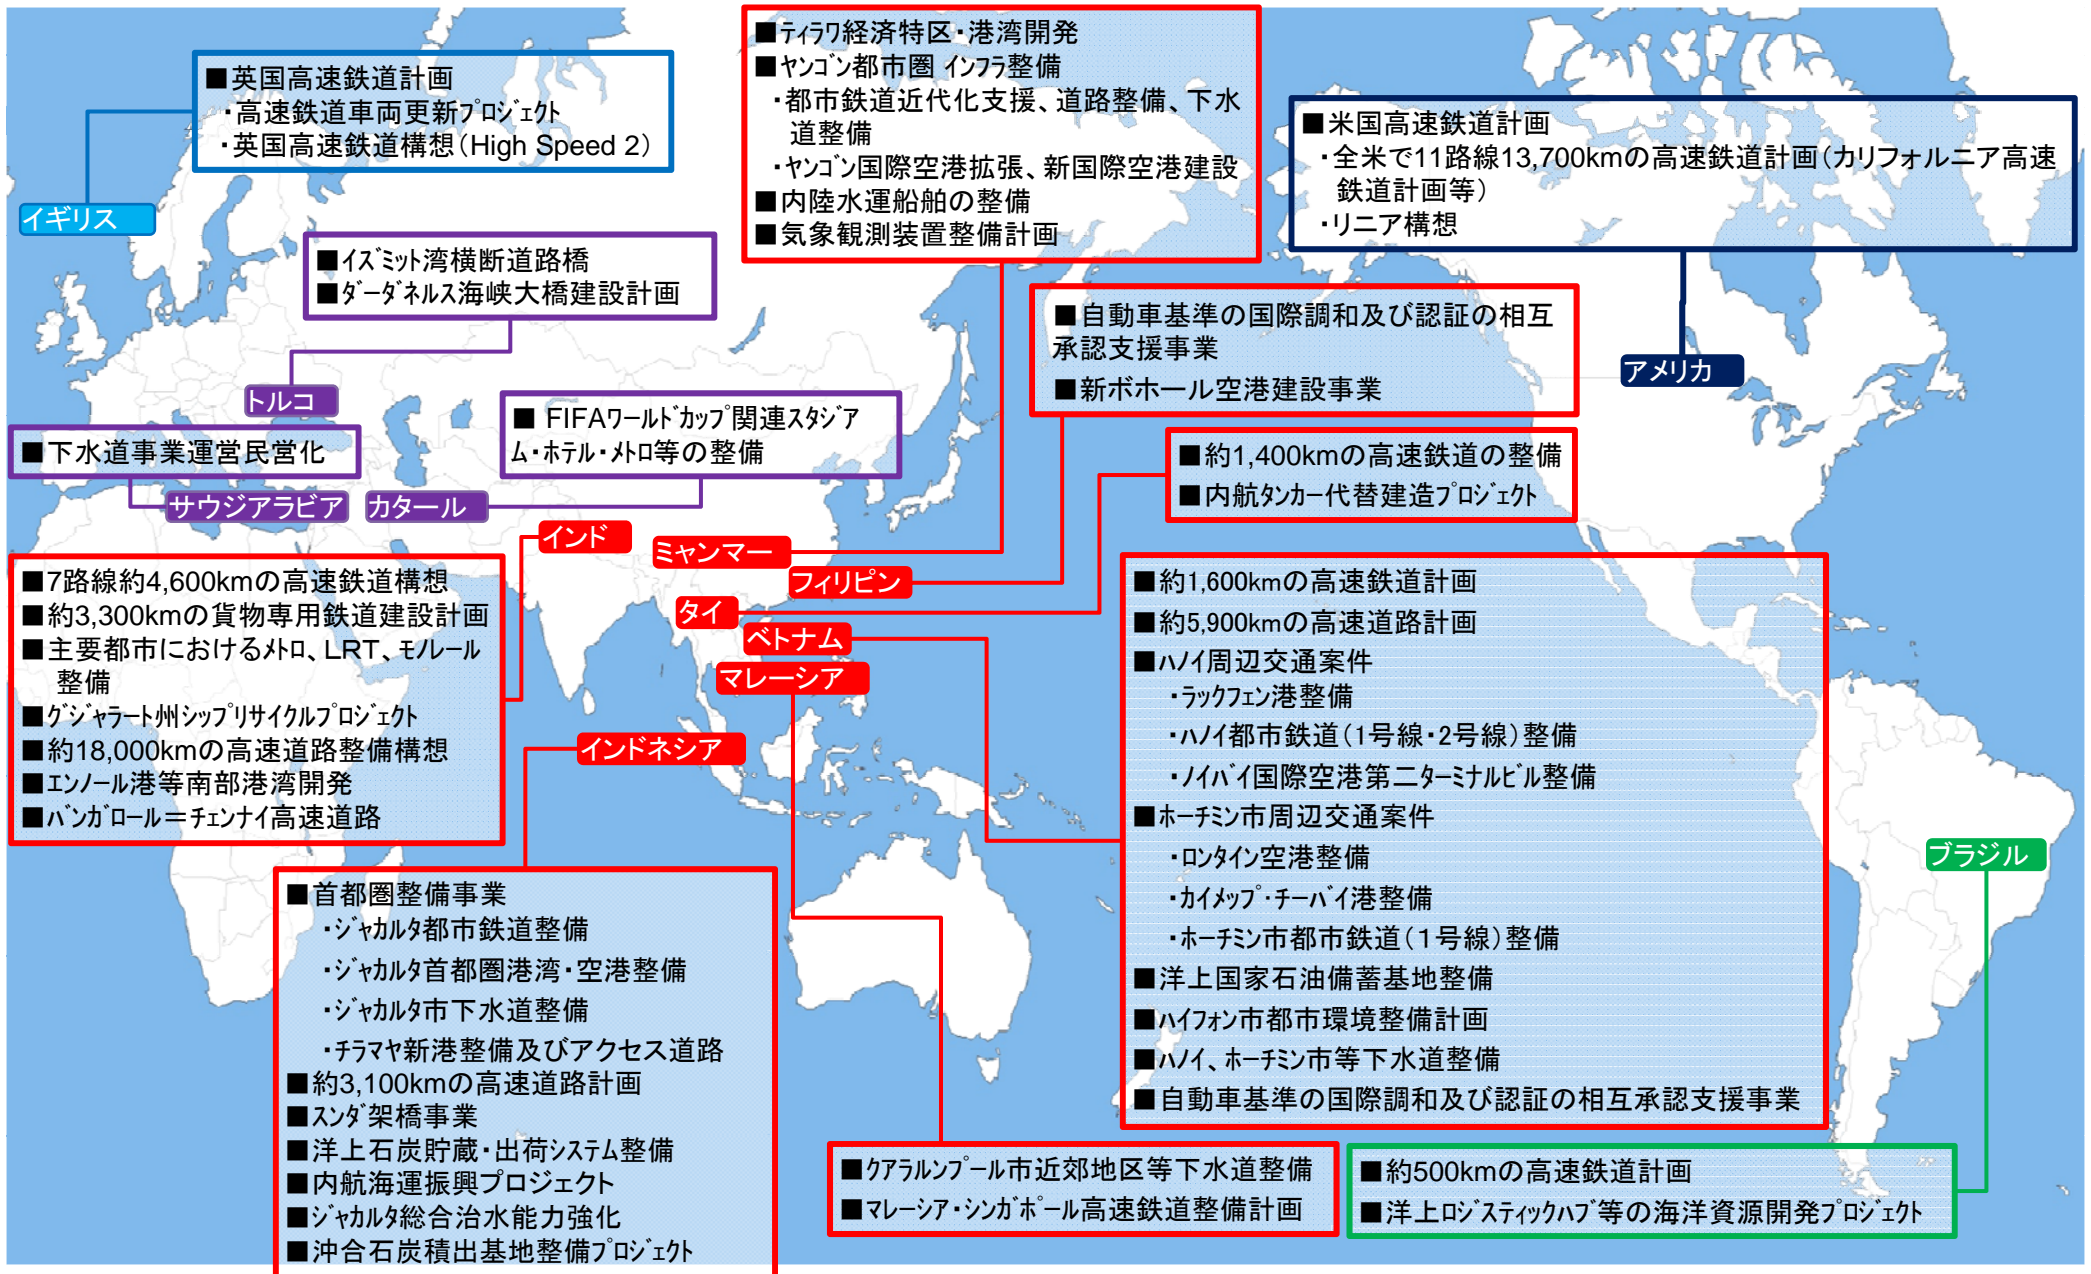 ■英国高速鉄道計画
・高速鉄道車両更新プロジェクト
・英国高速鉄道構想（High Speed 2）
イギリス
■ティラワ経済特区・港湾開発
■ヤンゴン都市圏 インフラ整備
・都市鉄道近代化支援、道路整備、下水
道整備
・ヤンゴン国際空港拡張、新国際空港建設
■内陸水運船舶の整備
■気象観測装置整備計画
■米国高速鉄道計画
・全米で11路線13,700kmの高速鉄道計画（カリフォルニア高速
鉄道計画等）
・リニア構想
アメリカ
■イズミット湾横断道路橋
■ダーダネルス海峡大橋建設計画
トルコ
■自動車基準の国際調和及び認証の相互
承認支援事業
■新ボホール空港建設事業
■下水道事業運営民営化
サウジアラビア
■ FIFAワールドカップ関連スタジア
ム・ホテル・メトロ等の整備
カタール
■約1,400kmの高速鉄道の整備
■内航タンカー代替建造プロジェクト
インド
ミャンマー
フィリピン
タイ
ベトナム
マレーシア
インドネシア
■7路線約4,600kmの高速鉄道構想
■約3,300kmの貨物専用鉄道建設計画
■主要都市におけるメトロ、LRT、モノレール
整備
■グジャラート州シップリサイクルプロジェクト
■約18,000kmの高速道路整備構想
■エンノール港等南部港湾開発
■バンガロール＝チェンナイ高速道路
■約1,600kmの高速鉄道計画
■約5,900kmの高速道路計画
■ハノイ周辺交通案件
・ラックフェン港整備
・ハノイ都市鉄道（1号線・2号線）整備
・ノイバイ国際空港第二ターミナルビル整備
■ホーチミン市周辺交通案件
・ロンタイン空港整備
・カイメップ・チーバイ港整備
・ホーチミン市都市鉄道（１号線）整備
■洋上国家石油備蓄基地整備
■ハイフォン市都市環境整備計画
■ハノイ、ホーチミン市等下水道整備
■自動車基準の国際調和及び認証の相互承認支援事業
ブラジル
■首都圏整備事業
・ジャカルタ都市鉄道整備
・ジャカルタ首都圏港湾・空港整備
・ジャカルタ市下水道整備
・チラマヤ新港整備及びアクセス道路
■約3,100kmの高速道路計画
■スンダ架橋事業
■洋上石炭貯蔵・出荷システム整備
■内航海運振興プロジェクト
■ジャカルタ総合治水能力強化
■沖合石炭積出基地整備プロジェクト
■クアラルンプール市近郊地区等下水道整備
■マレーシア・シンガポール高速鉄道整備計画
■約500kmの高速鉄道計画
■洋上ロジスティックハブ等の海洋資源開発プロジェクト